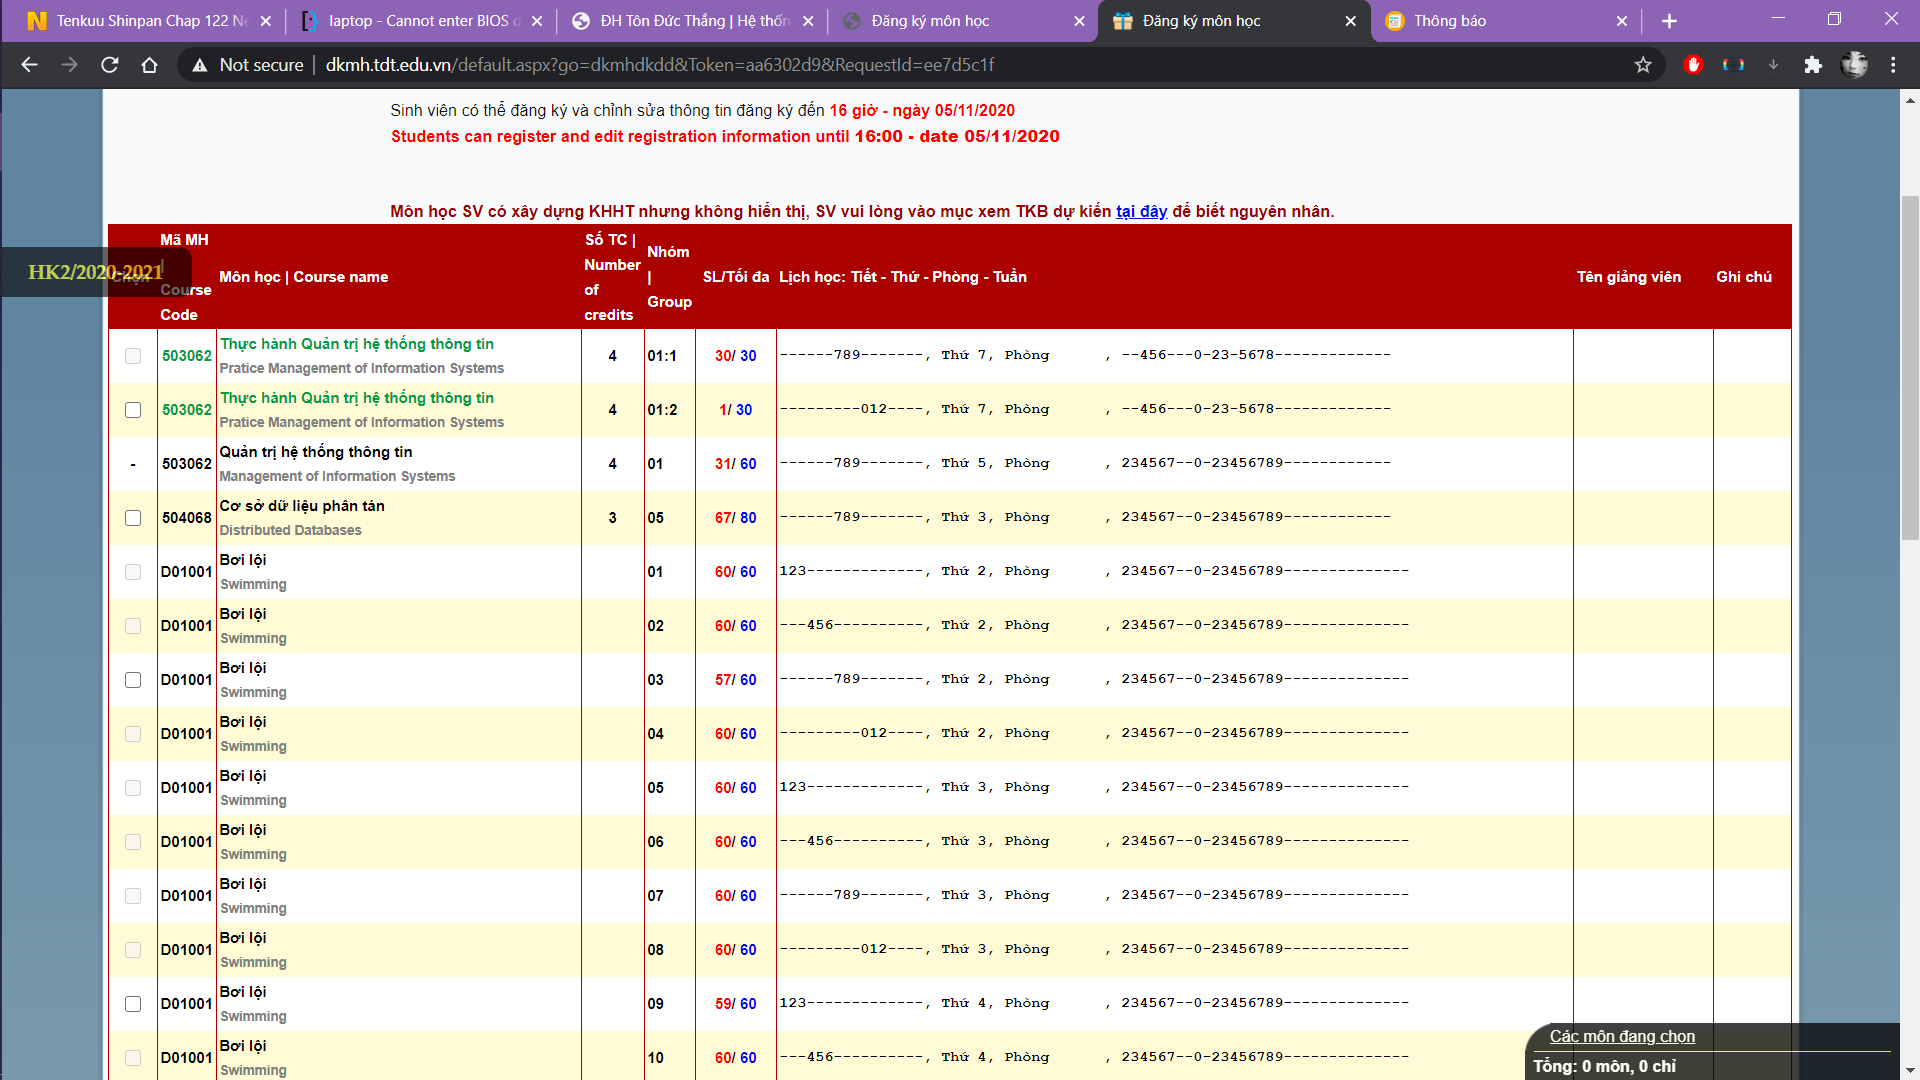 Tenkuu Shinpan Chap 122 Ne
laptop - Cannot enter BIOS d
ĐH Tôn Đức Thắng | Hệ thốn
Đăng ký môn học
Đăng ký môn học
Thông báo
Not secure | dkmh.tdt.edu.vn/default.aspx?go=dkmhdkdd&Token=aa6302d9&RequestId=ee7d5c1f
Sinh viên có thể đăng ký và chỉnh sửa thông tin đăng ký đến 16 giờ - ngày 05/11/2020
Students can register and edit registration information until 16:00 - date 05/11/2020
Môn học SV có xây dựng KHHT nhưng không hiển thị, SV vui lòng vào mục xem TKB dự kiến tại đây để biết nguyên nhân.
HK2/2020-2021
Mã MH | Course Code
Môn học | Course name
Số TC | Number of credits
Nhóm | Group
SL/Tối đa
Lịch học: Tiết - Thứ - Phòng - Tuần
Tên giảng viên
Ghi chú
503062 Thực hành Quản trị hệ thống thông tin 4 01:1 30/ 30 ------789-------, Thứ 7, Phòng , --456---0-23-5678-------------
Pratice Management of Information Systems
503062 Thực hành Quản trị hệ thống thông tin 4 01:2 1/ 30 ---------012----, Thứ 7, Phòng , --456---0-23-5678-------------
Pratice Management of Information Systems
- 503062 Quản trị hệ thống thông tin 4 01 31/ 60 ------789-------, Thứ 5, Phòng , 234567--0-23456789------------
Management of Information Systems
504068 Cơ sở dữ liệu phân tán 3 05 67/ 80 ------789-------, Thứ 3, Phòng , 234567--0-23456789------------
Distributed Databases
D01001 Bơi lội 01 60/ 60 123-------------, Thứ 2, Phòng , 234567--0-23456789--------------
Swimming
D01001 Bơi lội 02 60/ 60 ---456----------, Thứ 2, Phòng , 234567--0-23456789--------------
Swimming
D01001 Bơi lội 03 57/ 60 ------789-------, Thứ 2, Phòng , 234567--0-23456789--------------
Swimming
D01001 Bơi lội 04 60/ 60 ---------012----, Thứ 2, Phòng , 234567--0-23456789--------------
Swimming
D01001 Bơi lội 05 60/ 60 123-------------, Thứ 3, Phòng , 234567--0-23456789--------------
Swimming
D01001 Bơi lội 06 60/ 60 ---456----------, Thứ 3, Phòng , 234567--0-23456789--------------
Swimming
D01001 Bơi lội 07 60/ 60 ------789-------, Thứ 3, Phòng , 234567--0-23456789--------------
Swimming
D01001 Bơi lội 08 60/ 60 ---------012----, Thứ 3, Phòng , 234567--0-23456789--------------
Swimming
D01001 Bơi lội 09 59/ 60 123-------------, Thứ 4, Phòng , 234567--0-23456789--------------
Swimming
D01001 Bơi lội 10 60/ 60 ---456----------, Thứ 4, Phòng , 234567--0-23456789--------------
Swimming
Các môn đang chọn
Tổng: 0 môn, 0 chỉ